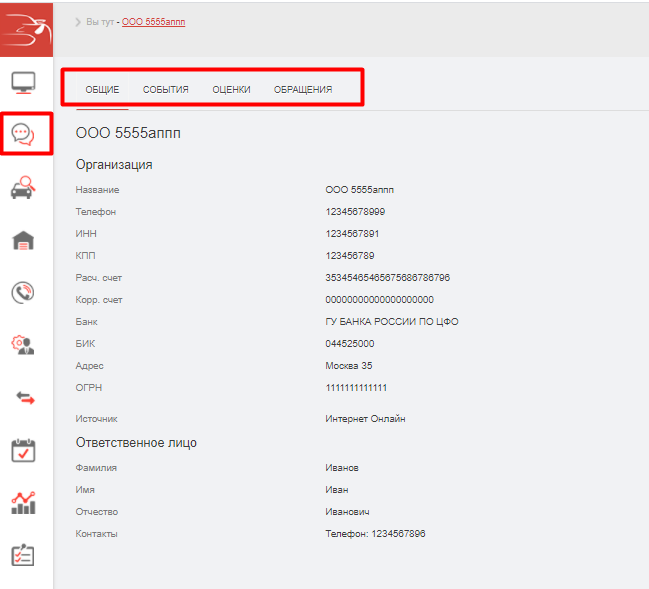 Вы тут - ООО 5555аппп
ОБЩИЕ СОБЫТИЯ ОЦЕНКИ ОБРАЩЕНИЯ
ООО 5555аппп
Организация
Название ООО 5555аппп
Телефон 12345678999
ИНН 1234567891
КПП 123456789
Расч. счет 35345465465675686786796
Корр. счет 00000000000000000000
Банк ГУ БАНКА РОССИИ ПО ЦФО
БИК 044525000
Адрес Москва 35
ОГРН 1111111111111
Источник Интернет Онлайн
Ответственное лицо
Фамилия Иванов
Имя Иван
Отчество Иванович
Контакты Телефон: 1234567896